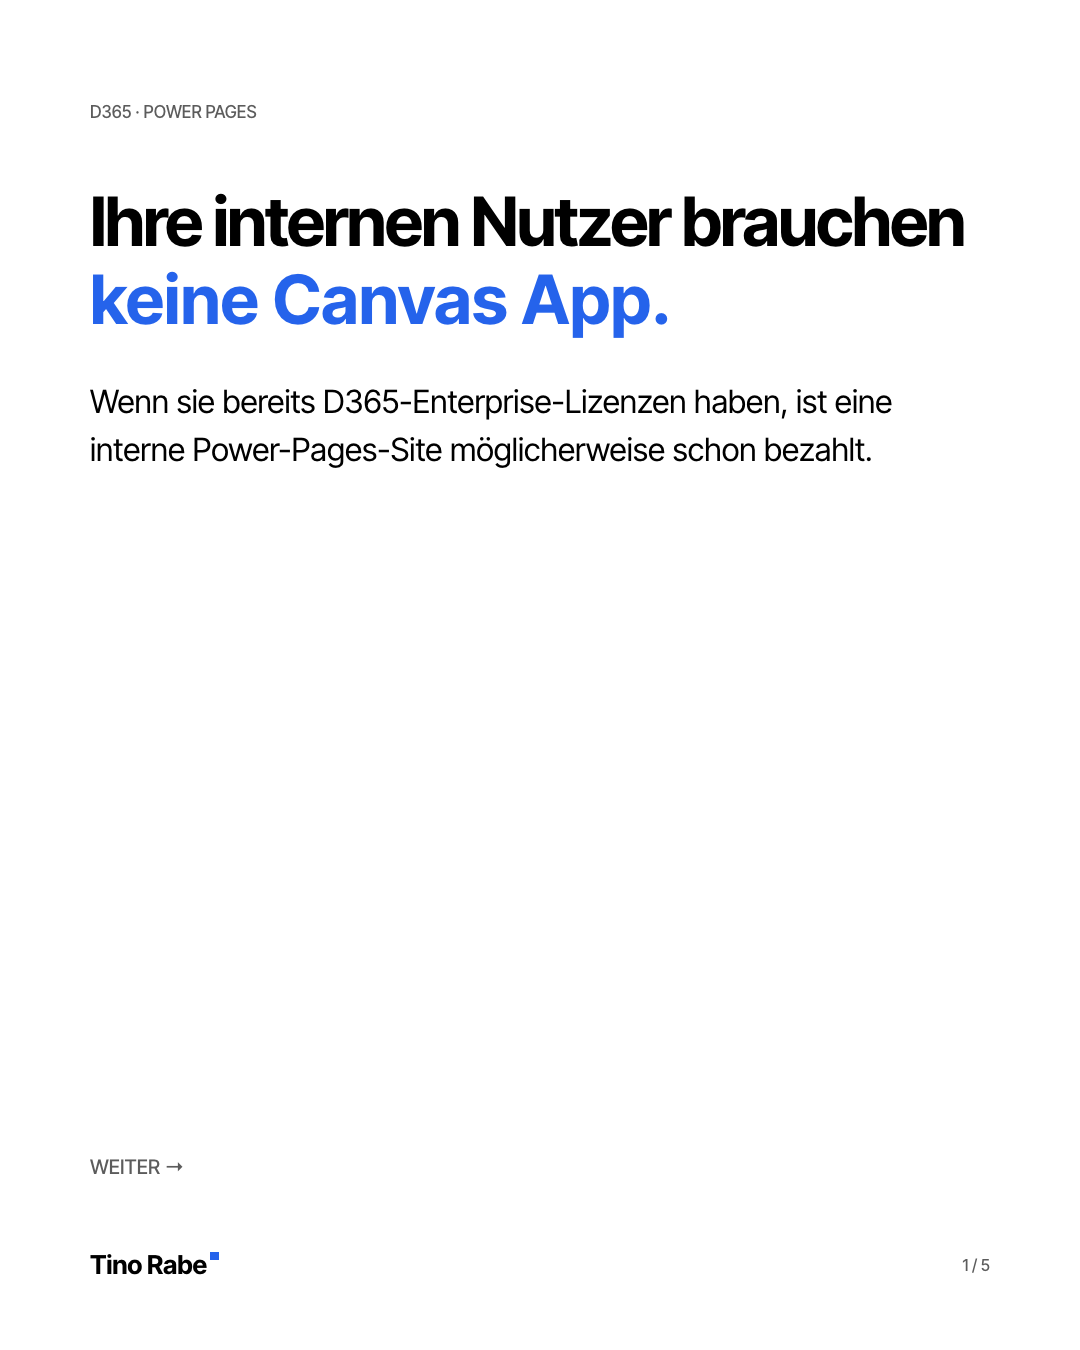 D365 · POWER PAGES
Ihre internen Nutzer brauchen
keine Canvas App.
Wenn sie bereits D365-Enterprise-Lizenzen haben, ist eine
interne Power-Pages-Site möglicherweise schon bezahlt.
WEITER →
Tino Rabe
1 / 5